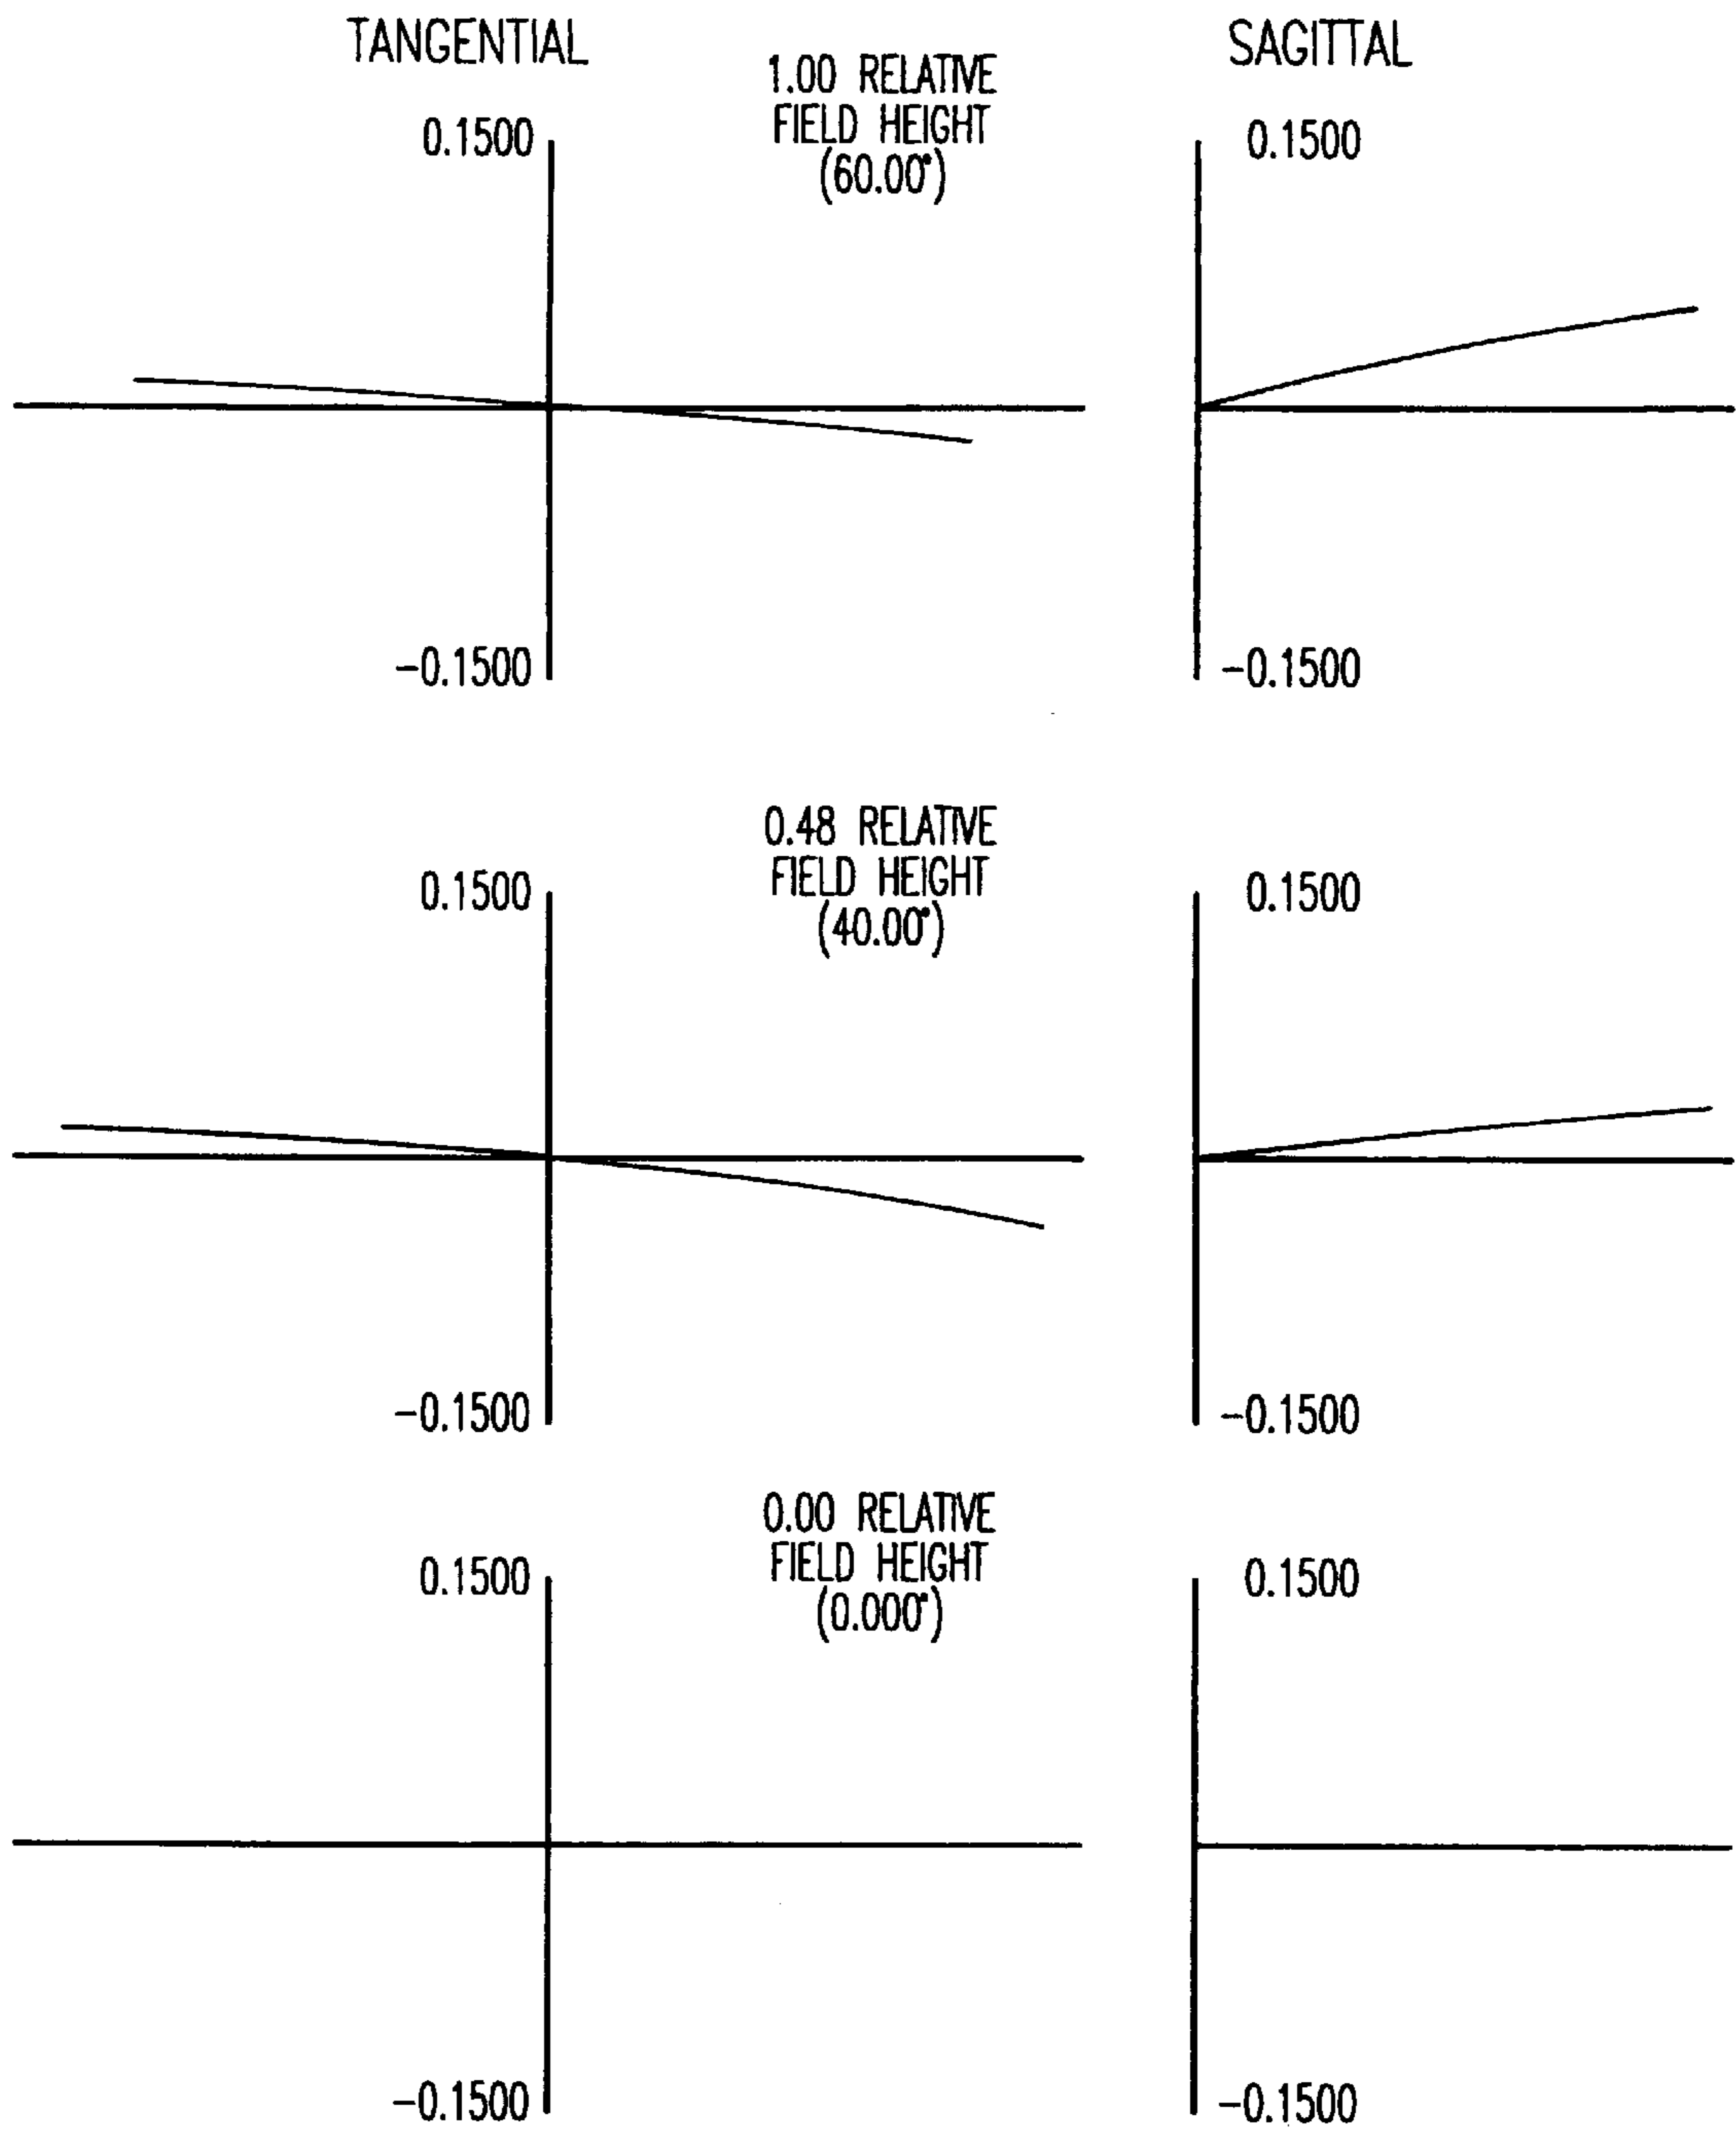 TANGENTIAL
SAGITTAL
1.00 RELATIVE
FIELD HEIGHT
(60.00°)
0.1500
0.1500
-0.1500
-0.1500
0.48 RELATIVE
FIELD HEIGHT
(40.00°)
0.1500
0.1500
-0.1500
-0.1500
0.00 RELATIVE
FIELD HEIGHT
(0.000°)
0.1500
0.1500
-0.1500
-0.1500